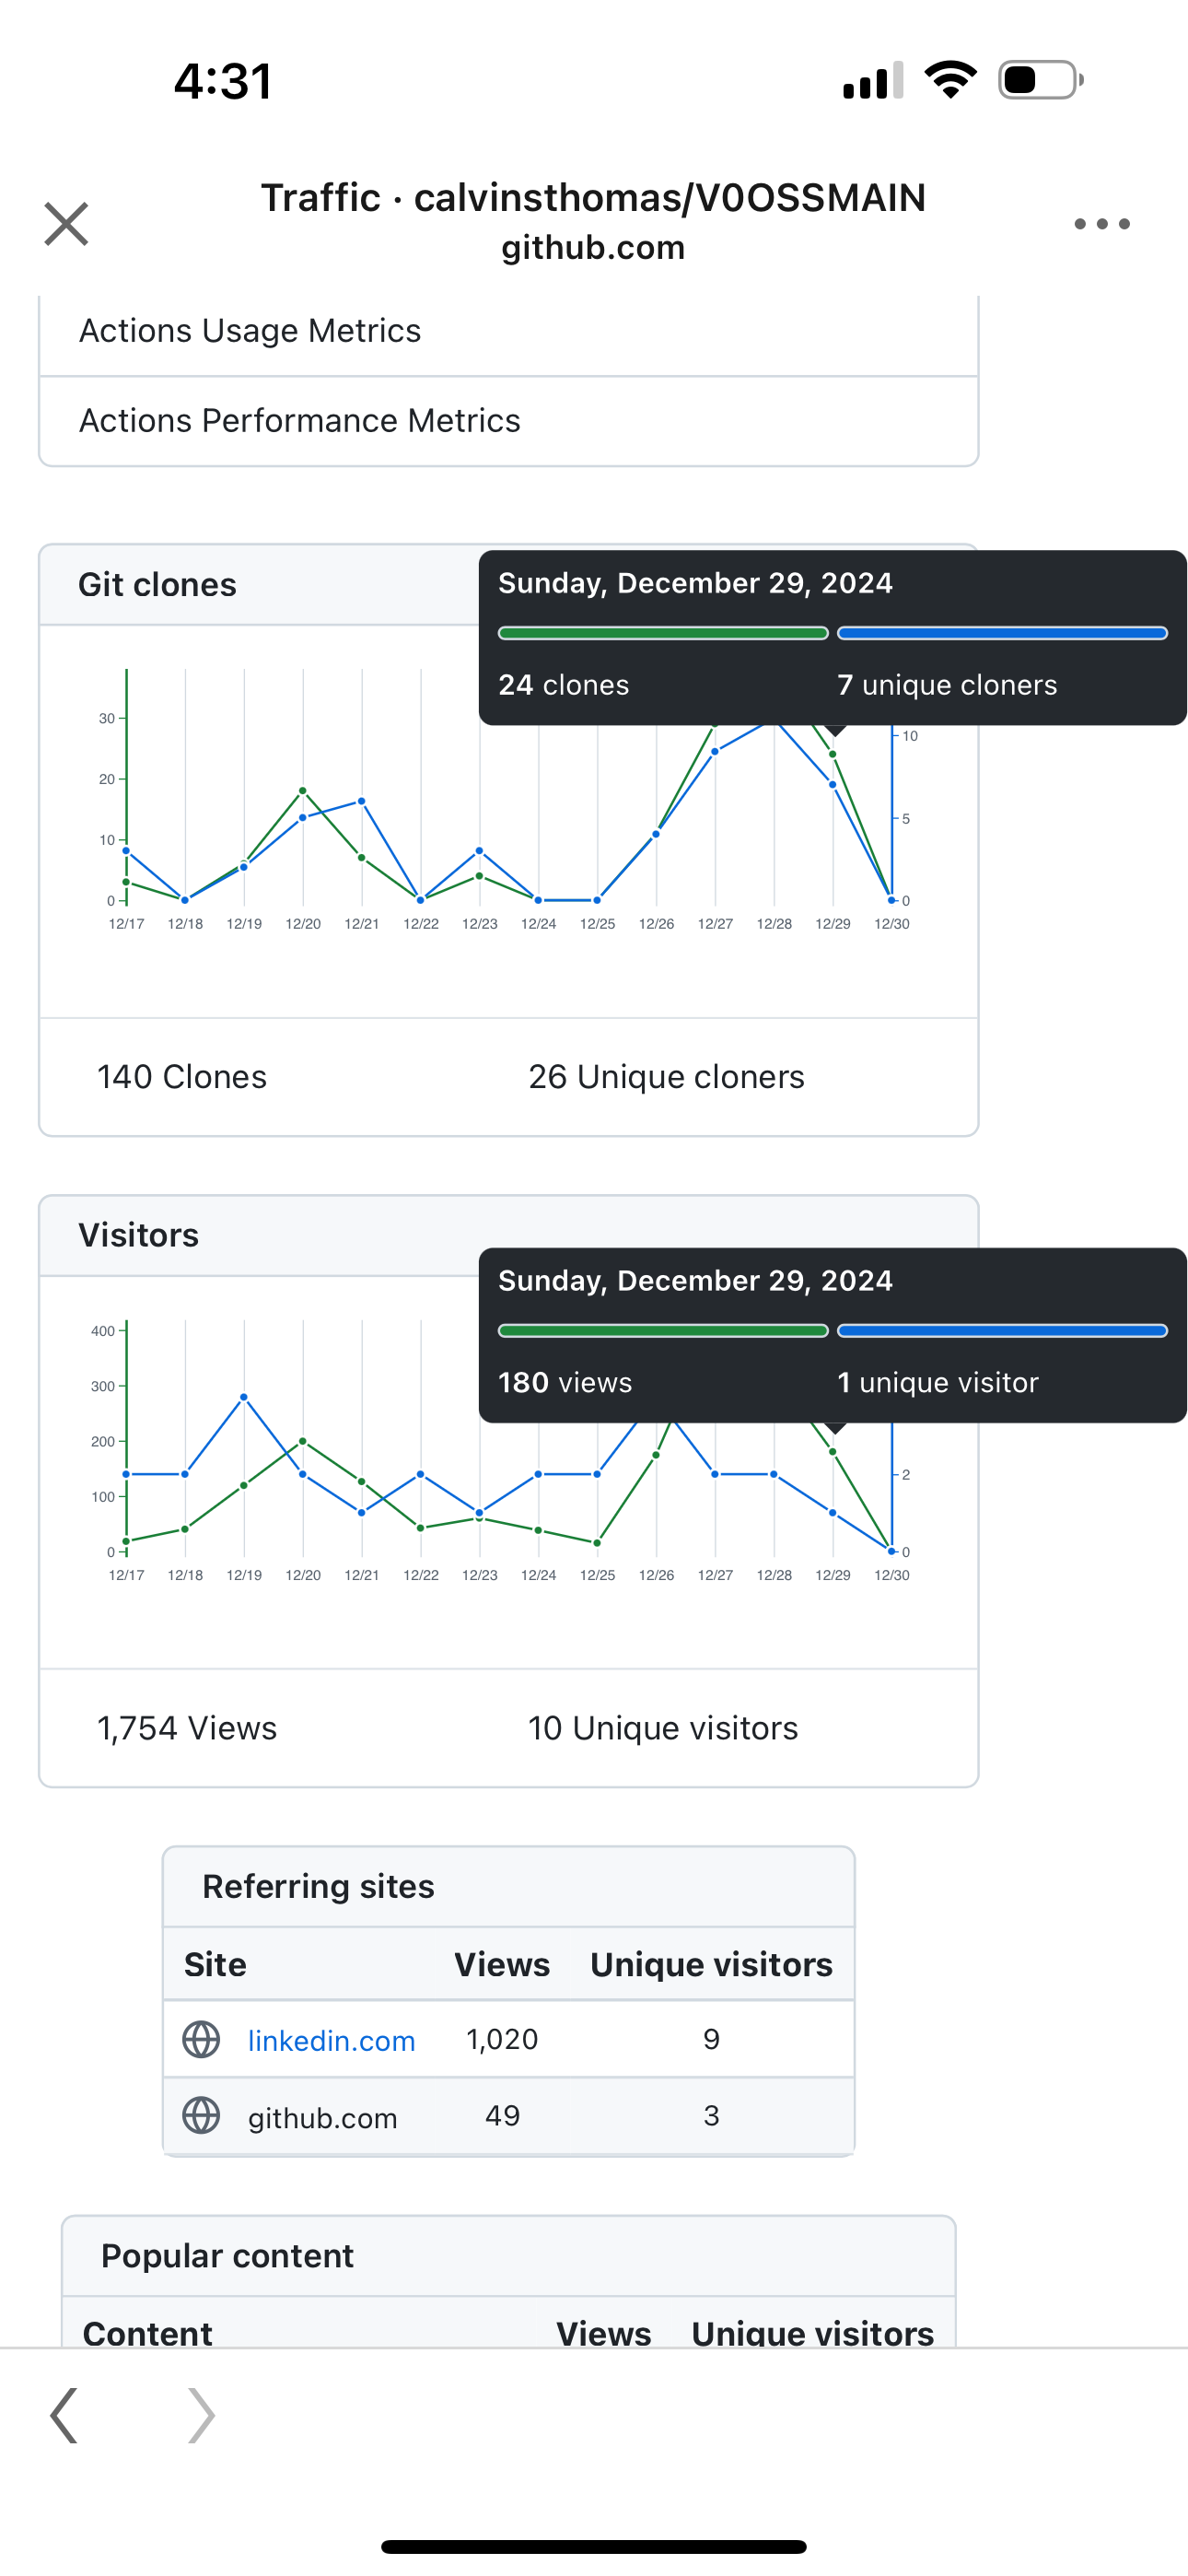 4:31
Traffic · calvinsthomas/V0OSSMAIN
github.com
Actions Usage Metrics
Actions Performance Metrics
Git clones
Sunday, December 29, 2024
24 clones 7 unique cloners
30
20
10
0
10
5
0
12/17 12/18 12/19 12/20 12/21 12/22 12/23 12/24 12/25 12/26 12/27 12/28 12/29 12/30
140 Clones 26 Unique cloners
Visitors
Sunday, December 29, 2024
180 views 1 unique visitor
400
300
200
100
0
2
0
12/17 12/18 12/19 12/20 12/21 12/22 12/23 12/24 12/25 12/26 12/27 12/28 12/29 12/30
1,754 Views 10 Unique visitors
Referring sites
Site Views Unique visitors
linkedin.com 1,020 9
github.com 49 3
Popular content
Content Views Unique visitors